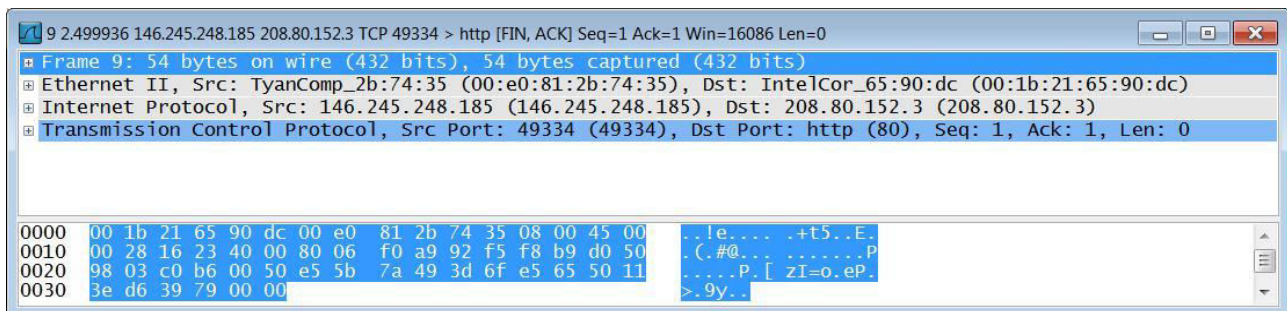 9 2.499936 146.245.248.185 208.80.152.3 TCP 49334 > http [FIN, ACK] Seq=1 Ack=1 Win=16086 Len=0
Frame 9: 54 bytes on wire (432 bits), 54 bytes captured (432 bits)
Ethernet II, Src: TyanComp_2b:74:35 (00:e0:81:2b:74:35), Dst: IntelCor_65:90:dc (00:1b:21:65:90:dc)
Internet Protocol, Src: 146.245.248.185 (146.245.248.185), Dst: 208.80.152.3 (208.80.152.3)
Transmission Control Protocol, Src Port: 49334 (49334), Dst Port: http (80), Seq: 1, Ack: 1, Len: 0
0000 00 1b 21 65 90 dc 00 e0 81 2b 74 35 08 00 45 00 ..!e.... .+t5..E.
0010 00 28 16 23 40 00 80 06 f0 a9 92 f5 f8 b9 d0 50 .(.#@... .......P
0020 98 03 c0 b6 00 50 e5 5b 7a 49 3d 6f e5 65 50 11 .....P.[ zI=o.eP.
0030 3e d6 39 79 00 00 >.9y..